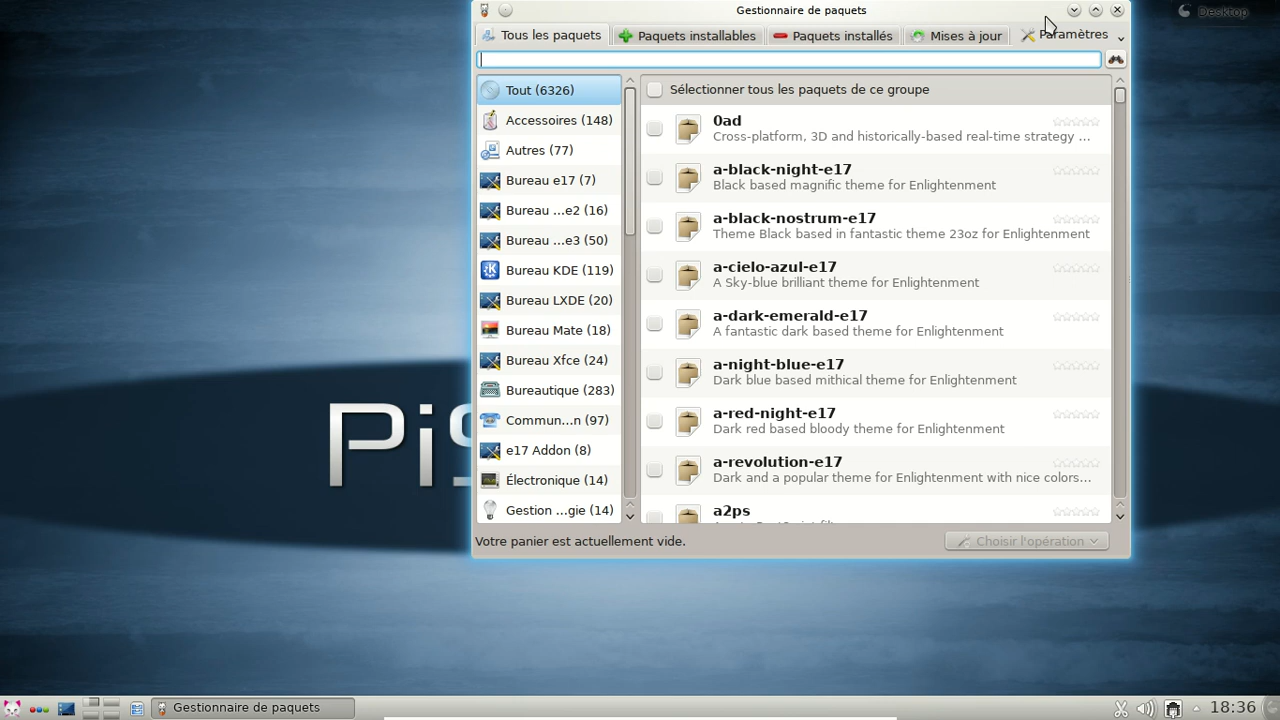 Gestionnaire de paquets
Desktop
Tous les paquets
Paquets installables
Paquets installés
Mises à jour
Paramètres
Tout (6326)
Accessoires (148)
Autres (77)
Bureau e17 (7)
Bureau ...e2 (16)
Bureau ...e3 (50)
Bureau KDE (119)
Bureau LXDE (20)
Bureau Mate (18)
Bureau Xfce (24)
Bureautique (283)
Commun...n (97)
e17 Addon (8)
Électronique (14)
Gestion ...gie (14)
Sélectionner tous les paquets de ce groupe
0ad
Cross-platform, 3D and historically-based real-time strategy ...
a-black-night-e17
Black based magnific theme for Enlightenment
a-black-nostrum-e17
Theme Black based in fantastic theme 23oz for Enlightenment
a-cielo-azul-e17
A Sky-blue brilliant theme for Enlightenment
a-dark-emerald-e17
A fantastic dark based theme for Enlightenment
a-night-blue-e17
Dark blue based mithical theme for Enlightenment
a-red-night-e17
Dark red based bloody theme for Enlightenment
a-revolution-e17
Dark and a popular theme for Enlightenment with nice colors...
a2ps
Votre panier est actuellement vide.
Choisir l'opération
PiS
Gestionnaire de paquets
18:36